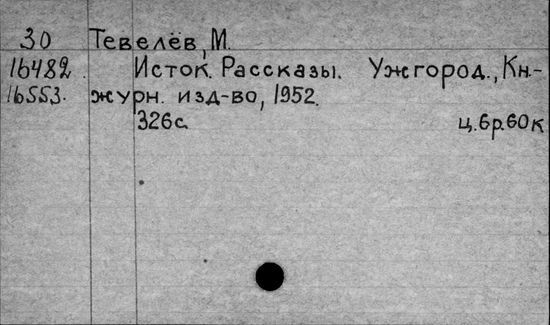 30 Тевелёв, М.
16482. Исток. Рассказы. Ужгород., Кн.-
16553. журн. изд-во, 1952.
326с. ц.6р.60к